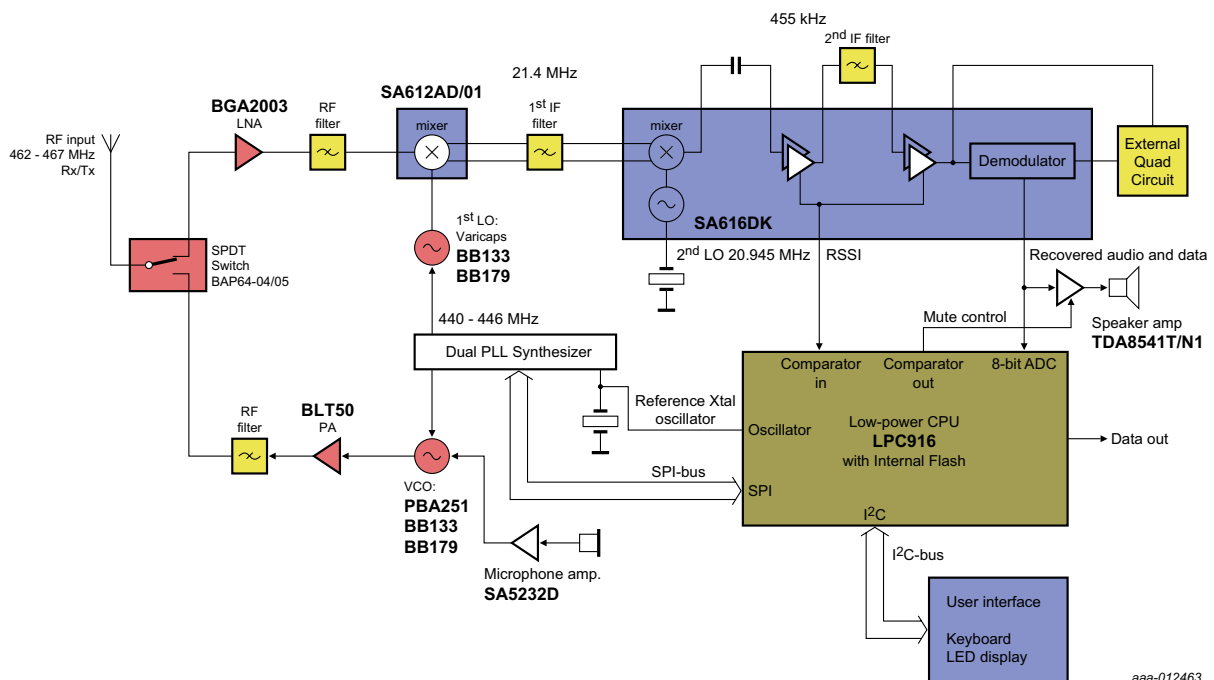 455 kHz
2nd IF filter
21.4 MHz
SA612AD/01
BGA2003
LNA
RF
filter
mixer
1st IF
filter
mixer
RF input
462 - 467 MHz
Rx/Tx
Demodulator
External
Quad
Circuit
SA616DK
1st LO:
Varicaps
BB133
BB179
SPDT
Switch
BAP64-04/05
2nd LO 20.945 MHz
RSSI
Recovered audio and data
440 - 446 MHz
Mute control
Speaker amp
TDA8541T/N1
Dual PLL Synthesizer
Comparator
in
Comparator
out
8-bit ADC
Reference Xtal
oscillator
Oscillator
Low-power CPU
LPC916
with Internal Flash
Data out
RF
filter
BLT50
PA
SPI-bus
SPI
VCO:
PBA251
BB133
BB179
I2C
I2C-bus
Microphone amp.
SA5232D
User interface
Keyboard
LED display
aaa-012463